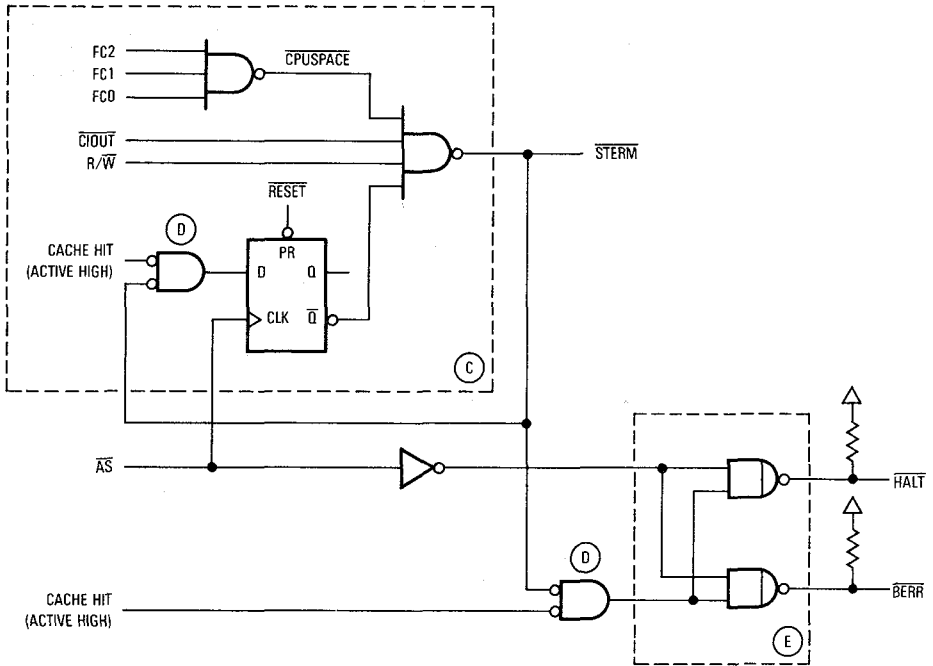 FC2
FC1
FC0
CPUSPACE
CIOUT
R/W
STERM
RESET
D
CACHE HIT
(ACTIVE HIGH)
PR
D
Q
CLK
Q
C
AS
HALT
D
BERR
CACHE HIT
(ACTIVE HIGH)
E